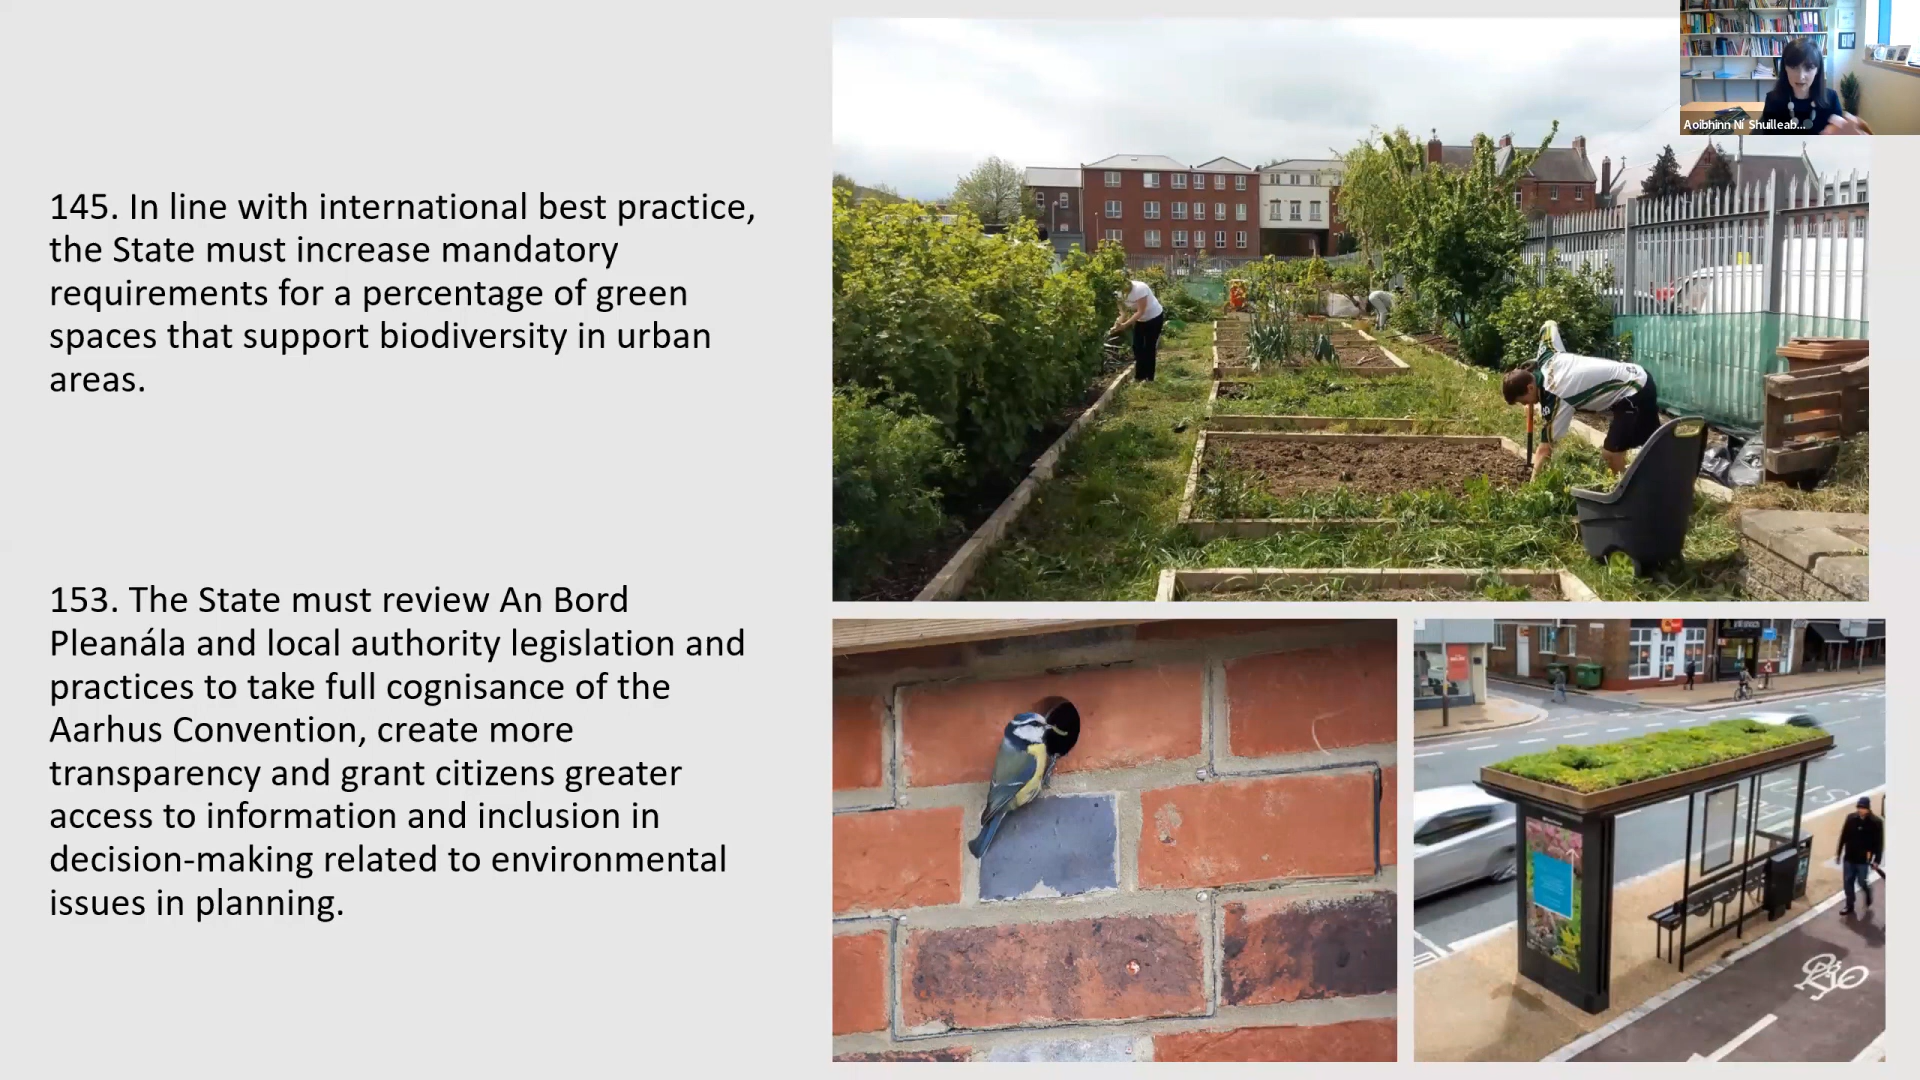 145. In line with international best practice,
the State must increase mandatory
requirements for a percentage of green
spaces that support biodiversity in urban
areas.
153. The State must review An Bord
Pleanála and local authority legislation and
practices to take full cognisance of the
Aarhus Convention, create more
transparency and grant citizens greater
access to information and inclusion in
decision-making related to environmental
issues in planning.
Aoibhinn Ní Shuilleab...